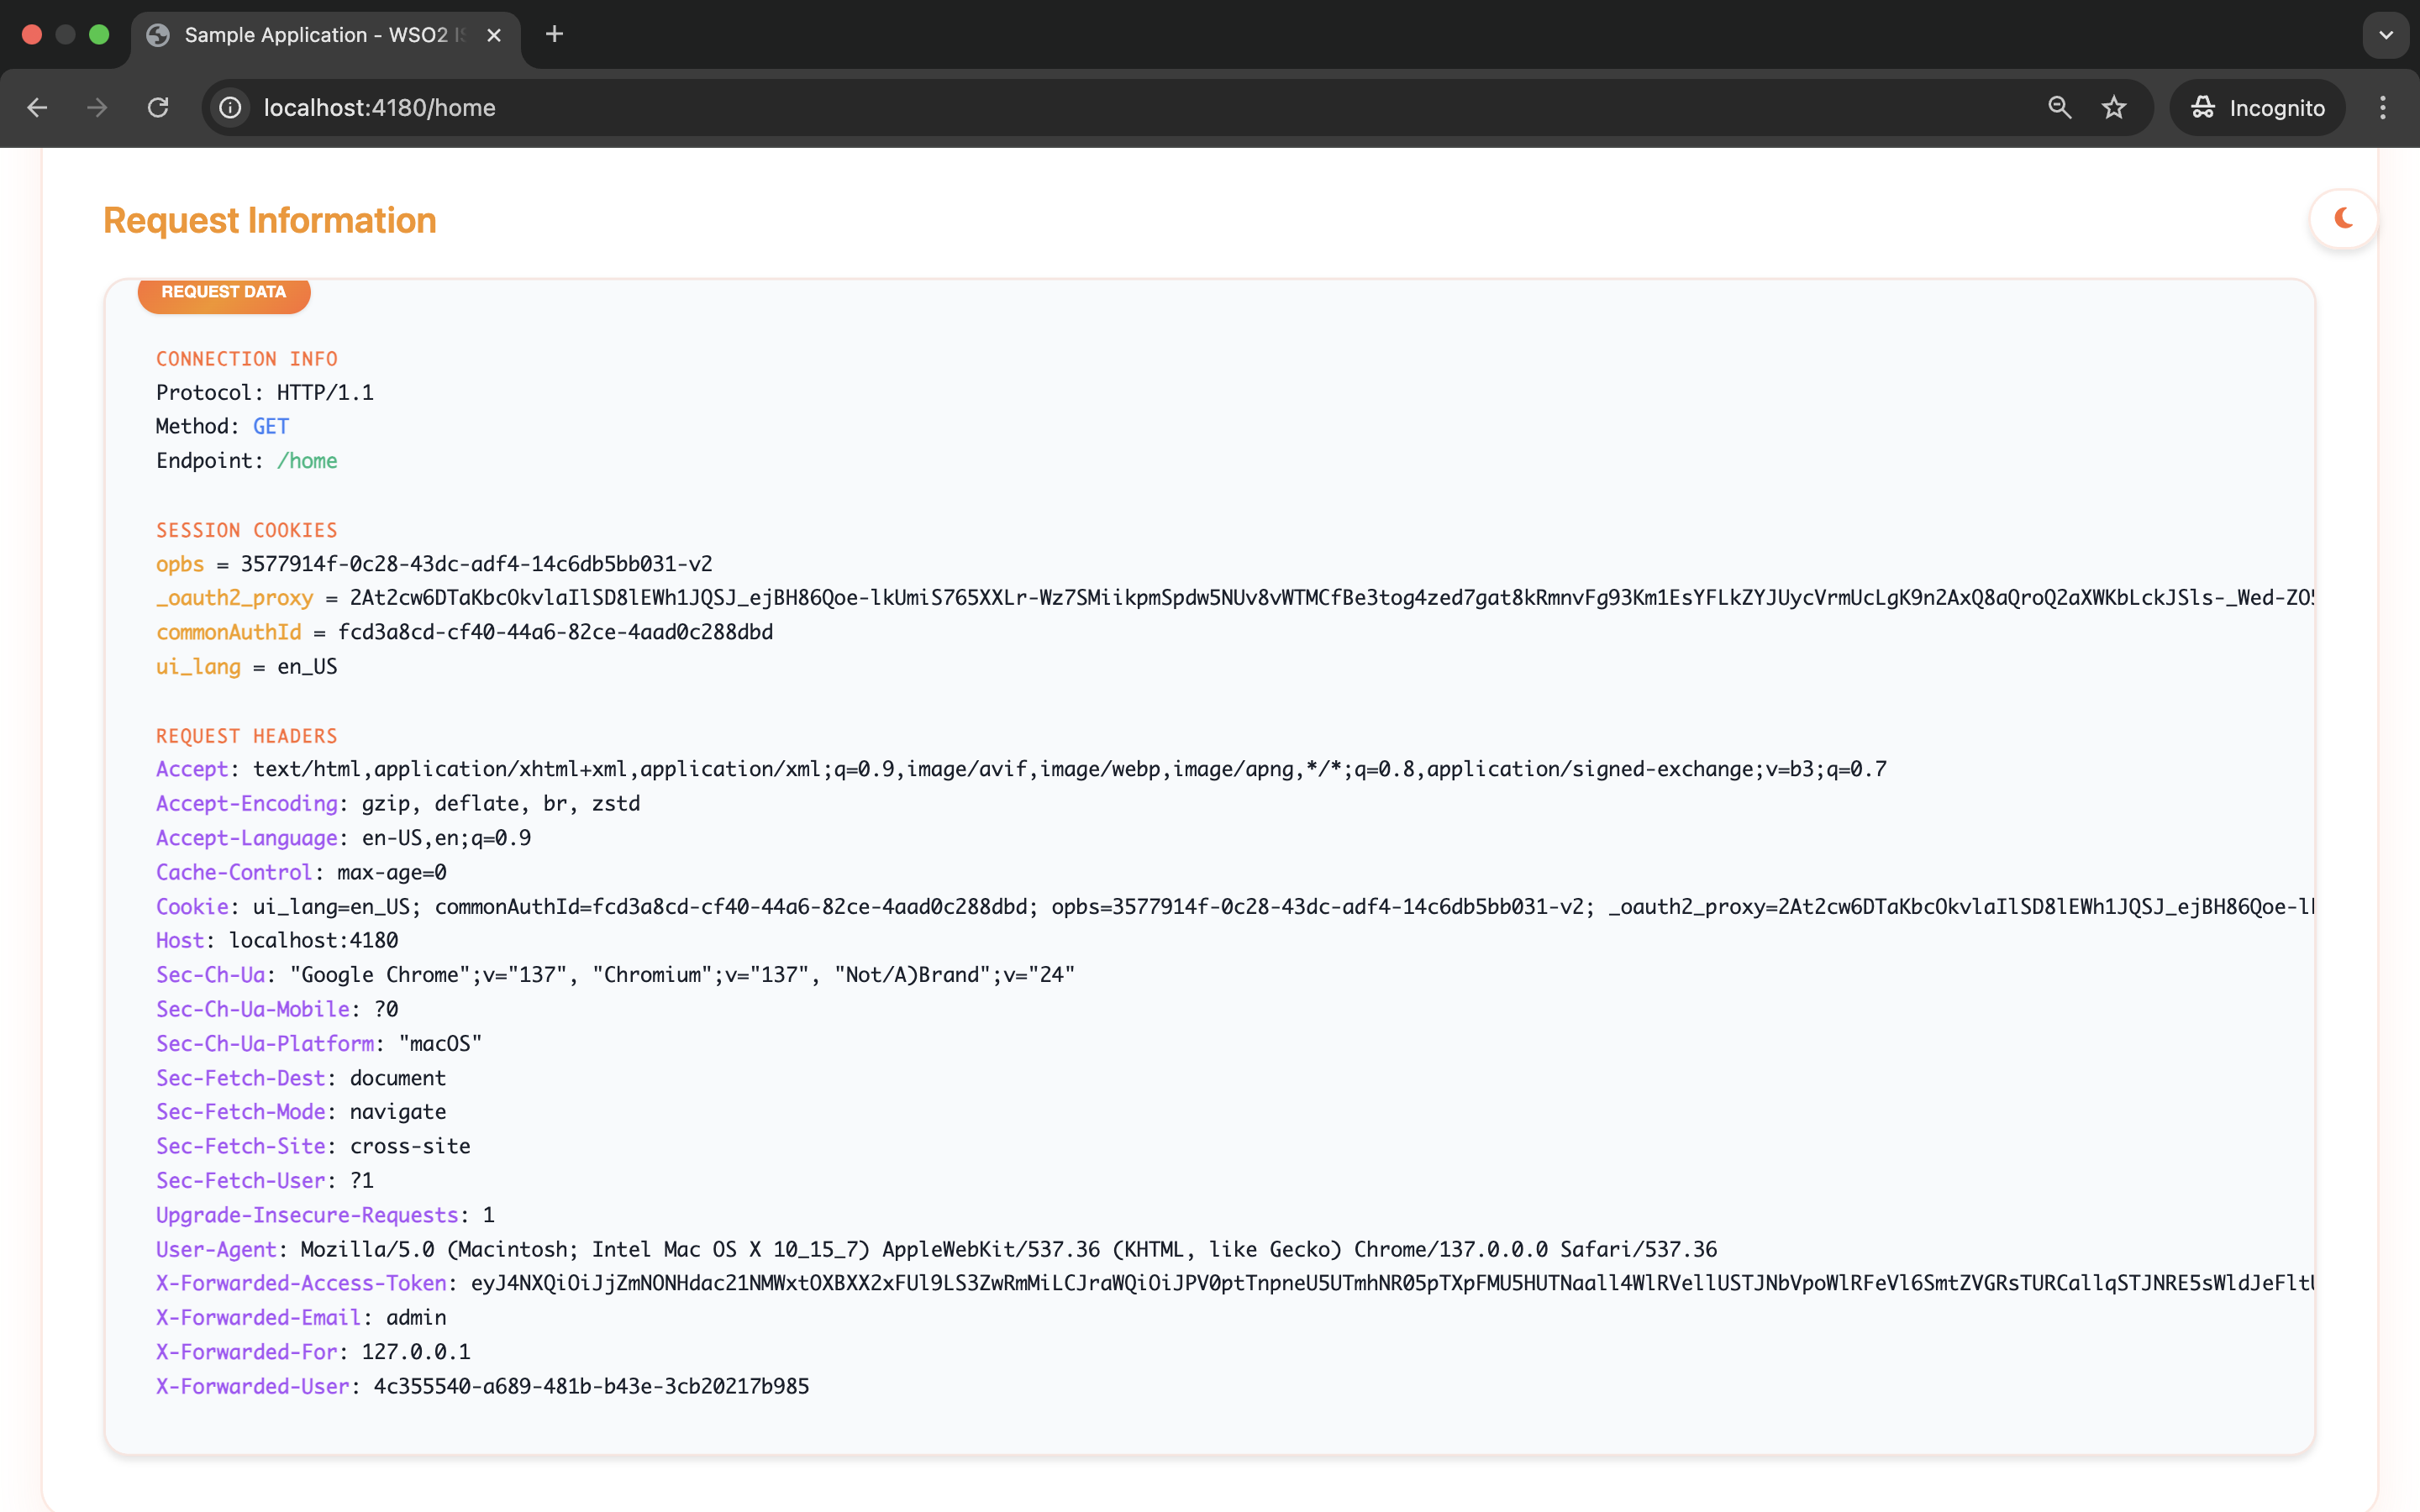 Sample Application - WSO2 IS
localhost:4180/home
Incognito
Request Information
REQUEST DATA
CONNECTION INFO
Protocol: HTTP/1.1
Method: GET
Endpoint: /home
SESSION COOKIES
opbs = 3577914f-0c28-43dc-adf4-14c6db5bb031-v2
_oauth2_proxy = 2At2cw6DTaKbcOkvlaIlSD8lEWh1JQSJ_ejBH86Qoe-lkUmiS765XXLr-Wz7SMiikpmSpdw5NUv8vWTMCfBe3tog4zed7gat8kRmnvFg93Km1EsYFLkZYJUycVrmUcLgK9n2AxQ8aQroQ2aXWKbLckJSls-_Wed-ZO5
commonAuthId = fcd3a8cd-cf40-44a6-82ce-4aad0c288dbd
ui_lang = en_US
REQUEST HEADERS
Accept: text/html,application/xhtml+xml,application/xml;q=0.9,image/avif,image/webp,image/apng,*/*;q=0.8,application/signed-exchange;v=b3;q=0.7
Accept-Encoding: gzip, deflate, br, zstd
Accept-Language: en-US,en;q=0.9
Cache-Control: max-age=0
Cookie: ui_lang=en_US; commonAuthId=fcd3a8cd-cf40-44a6-82ce-4aad0c288dbd; opbs=3577914f-0c28-43dc-adf4-14c6db5bb031-v2; _oauth2_proxy=2At2cw6DTaKbcOkvlaIlSD8lEWh1JQSJ_ejBH86Qoe-l
Host: localhost:4180
Sec-Ch-Ua: "Google Chrome";v="137", "Chromium";v="137", "Not/A)Brand";v="24"
Sec-Ch-Ua-Mobile: ?0
Sec-Ch-Ua-Platform: "macOS"
Sec-Fetch-Dest: document
Sec-Fetch-Mode: navigate
Sec-Fetch-Site: cross-site
Sec-Fetch-User: ?1
Upgrade-Insecure-Requests: 1
User-Agent: Mozilla/5.0 (Macintosh; Intel Mac OS X 10_15_7) AppleWebKit/537.36 (KHTML, like Gecko) Chrome/137.0.0.0 Safari/537.36
X-Forwarded-Access-Token: eyJ4NXQiOiJjZmNONHdac21NMWxtOXBXX2xFUl9LS3ZwRmMiLCJraWQiOiJPV0ptTnpneU5UTmhNR05pTXpFMU5HUTNaall4WlRVellUSTJNbVpoWlRFeVl6SmtZVGRsTURCallqSTJNRE5sWldJeFlt
X-Forwarded-Email: admin
X-Forwarded-For: 127.0.0.1
X-Forwarded-User: 4c355540-a689-481b-b43e-3cb20217b985